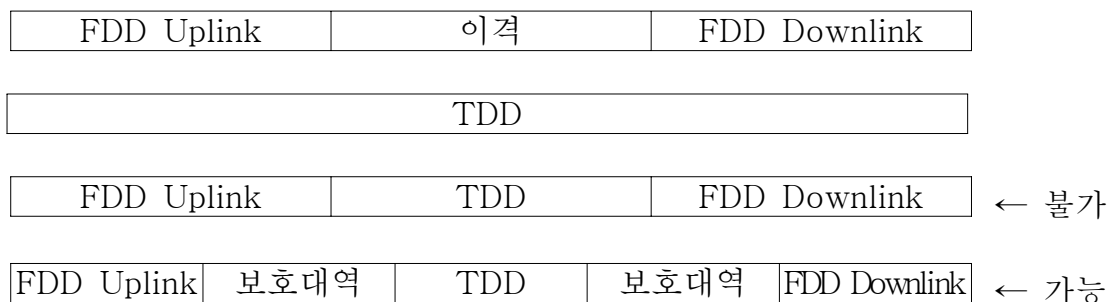 FDD Uplink 이격 FDD Downlink
TDD
FDD Uplink TDD FDD Downlink ← 불가
FDD Uplink 보호대역 TDD 보호대역 FDD Downlink ← 가능